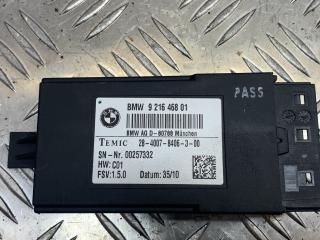 BMW 9 216 468 01
BMW AG D-80788 München
TEMIC 28-4007-8406-3-00
SN-Nr. 00257332
HW: C01
FSV:1.5.0 Datum: 35/10
PASS